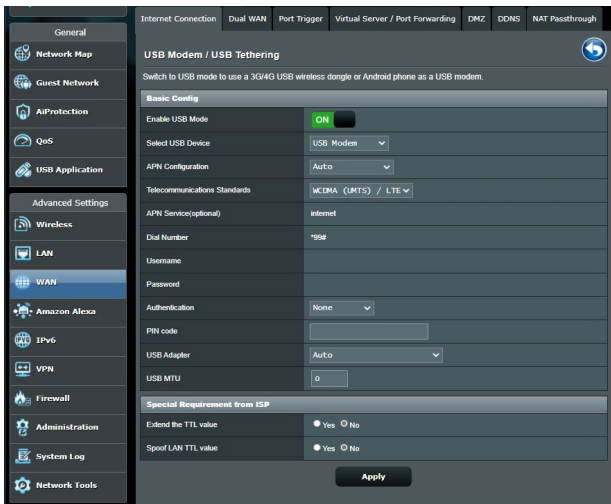 General
Network Map
Guest Network
AiProtection
QoS
USB Application
Advanced Settings
Wireless
LAN
WAN
Amazon Alexa
IPv6
VPN
Firewall
Administration
System Log
Network Tools
Internet Connection Dual WAN Port Trigger Virtual Server / Port Forwarding DMZ DDNS NAT Passthrough
USB Modem / USB Tethering
Switch to USB mode to use a 3G/4G USB wireless dongle or Android phone as a USB modem.
Basic Config
Enable USB Mode ON
Select USB Device USB Modem
APN Configuration Auto
Telecommunications Standards WCDMA (UMTS) / LTE
APN Service(optional) internet
Dial Number *99#
Username
Password
Authentication None
PIN code
USB Adapter Auto
USB MTU 0
Special Requirement from ISP
Extend the TTL value Yes No
Spoof LAN TTL value Yes No
Apply